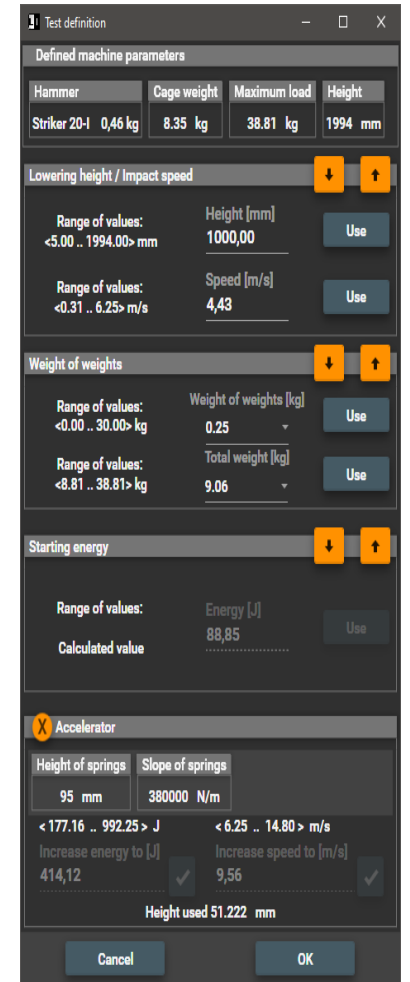 Test definition
Defined machine parameters
Hammer Cage weight Maximum load Height
Striker 20-I 0,46 kg 8.35 kg 38.81 kg 1994 mm
Lowering height / Impact speed
Range of values: Height [mm]
<5.00 .. 1994.00> mm 1000,00 Use
Range of values: Speed [m/s]
<0.31 .. 6.25> m/s 4,43 Use
Weight of weights
Range of values: Weight of weights [kg]
<0.00 .. 30.00> kg 0.25 Use
Range of values: Total weight [kg]
<8.81 .. 38.81> kg 9.06 Use
Starting energy
Range of values: Energy [J]
Calculated value 88,85 Use
X Accelerator
Height of springs Slope of springs
95 mm 380000 N/m
< 177.16 .. 992.25 > J < 6.25 .. 14.80 > m/s
Increase energy to [J] Increase speed to [m/s]
414,12 9,56
Height used 51.222 mm
Cancel OK